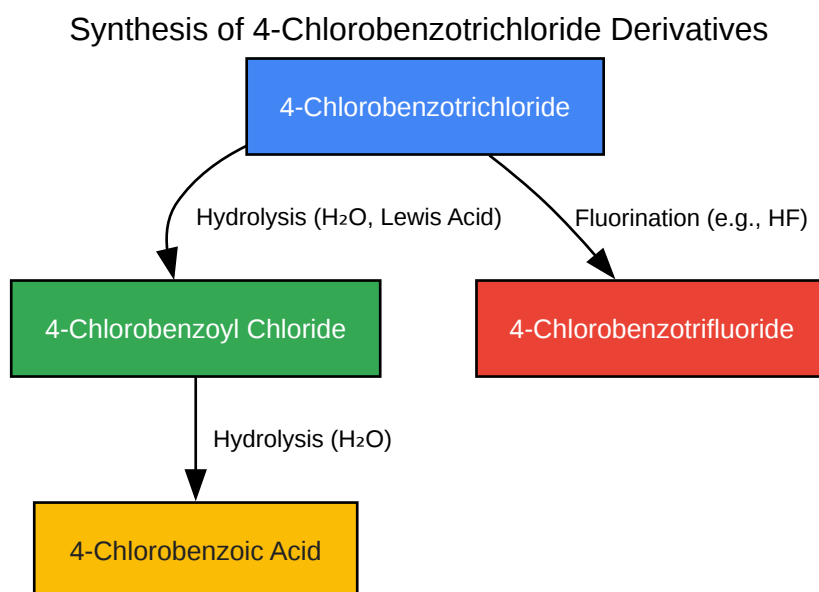 Synthesis of 4-Chlorobenzotrichloride Derivatives
4-Chlorobenzotrichloride
Hydrolysis (H₂O, Lewis Acid)
Fluorination (e.g., HF)
4-Chlorobenzoyl Chloride
4-Chlorobenzotrifluoride
Hydrolysis (H₂O)
4-Chlorobenzoic Acid